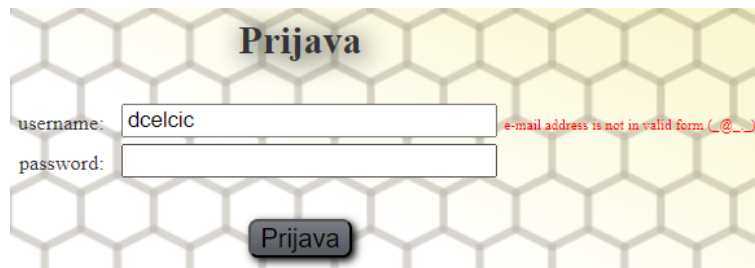 Prijava
username: dcelcic e-mail address is not in valid form (_@_._)
password:
Prijava